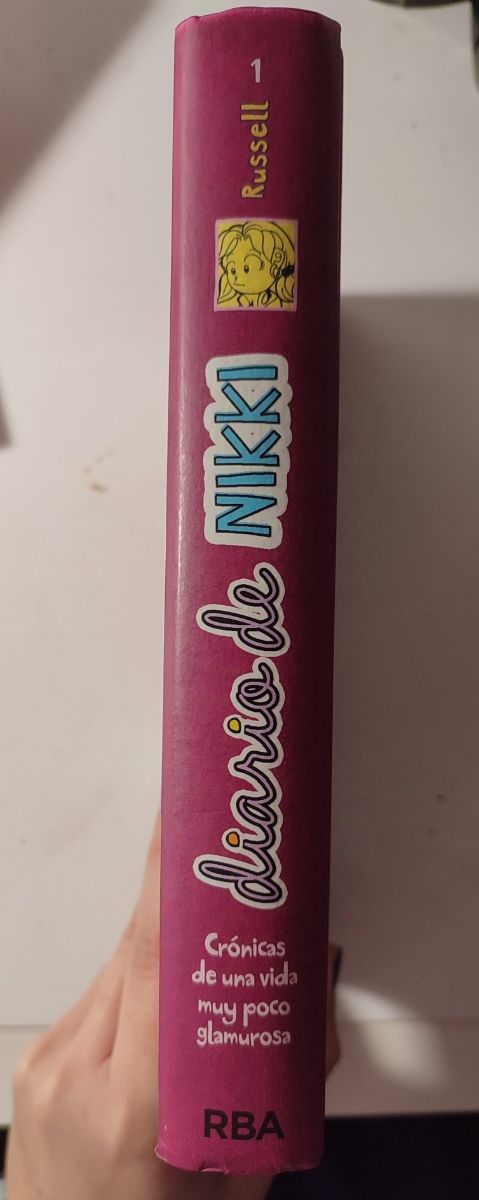 1
Russell
diario de NIKKI
Crónicas
de una vida
muy poco
glamurosa
RBA